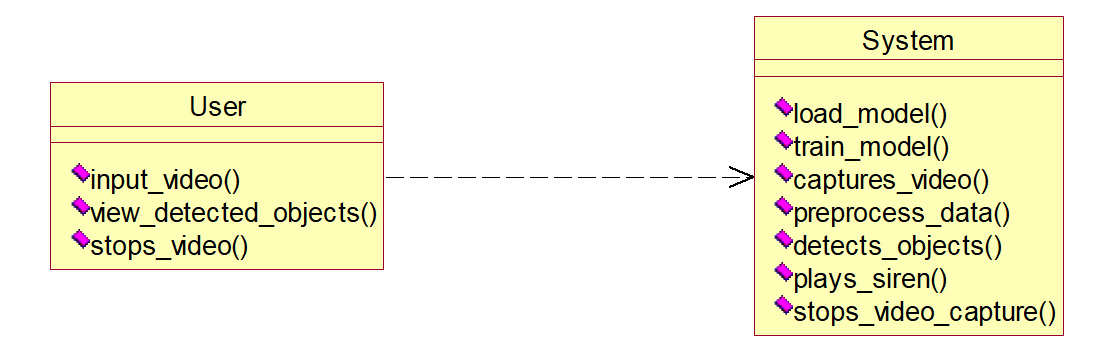 User
input_video()
view_detected_objects()
stops_video()
System
load_model()
train_model()
captures_video()
preprocess_data()
detects_objects()
plays_siren()
stops_video_capture()